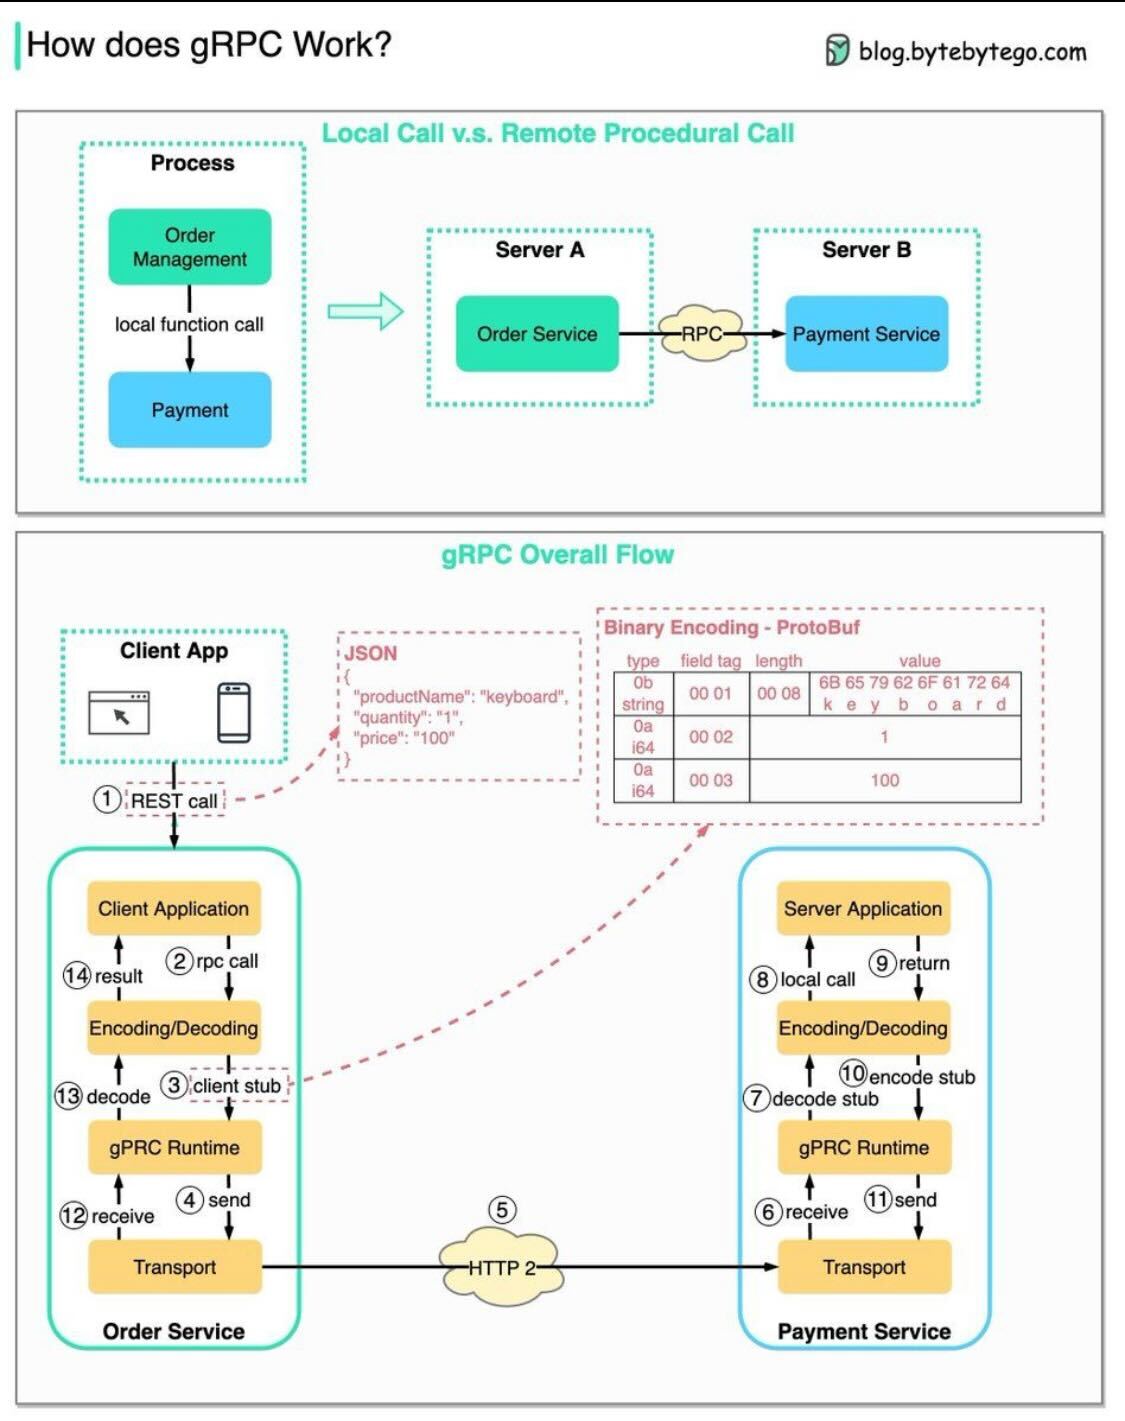 How does gRPC Work?
blog.bytebytego.com
Local Call v.s. Remote Procedural Call
Process
Order
Management
local function call
Payment
Server A
Order Service
RPC
Server B
Payment Service
gRPC Overall Flow
Client App
JSON
{
"productName": "keyboard",
"quantity": "1",
"price": "100"
}
Binary Encoding - ProtoBuf
type field tag length value
0b
string
00 01
00 08
6B 65 79 62 6F 61 72 64
k e y b o a r d
0a
i64
00 02
1
0a
i64
00 03
100
1 REST call
Client Application
14 result
2 rpc call
Encoding/Decoding
13 decode
3 client stub
gPRC Runtime
12 receive
4 send
Transport
Order Service
5
HTTP 2
Server Application
8 local call
9 return
Encoding/Decoding
7 decode stub
10 encode stub
gPRC Runtime
6 receive
11 send
Transport
Payment Service